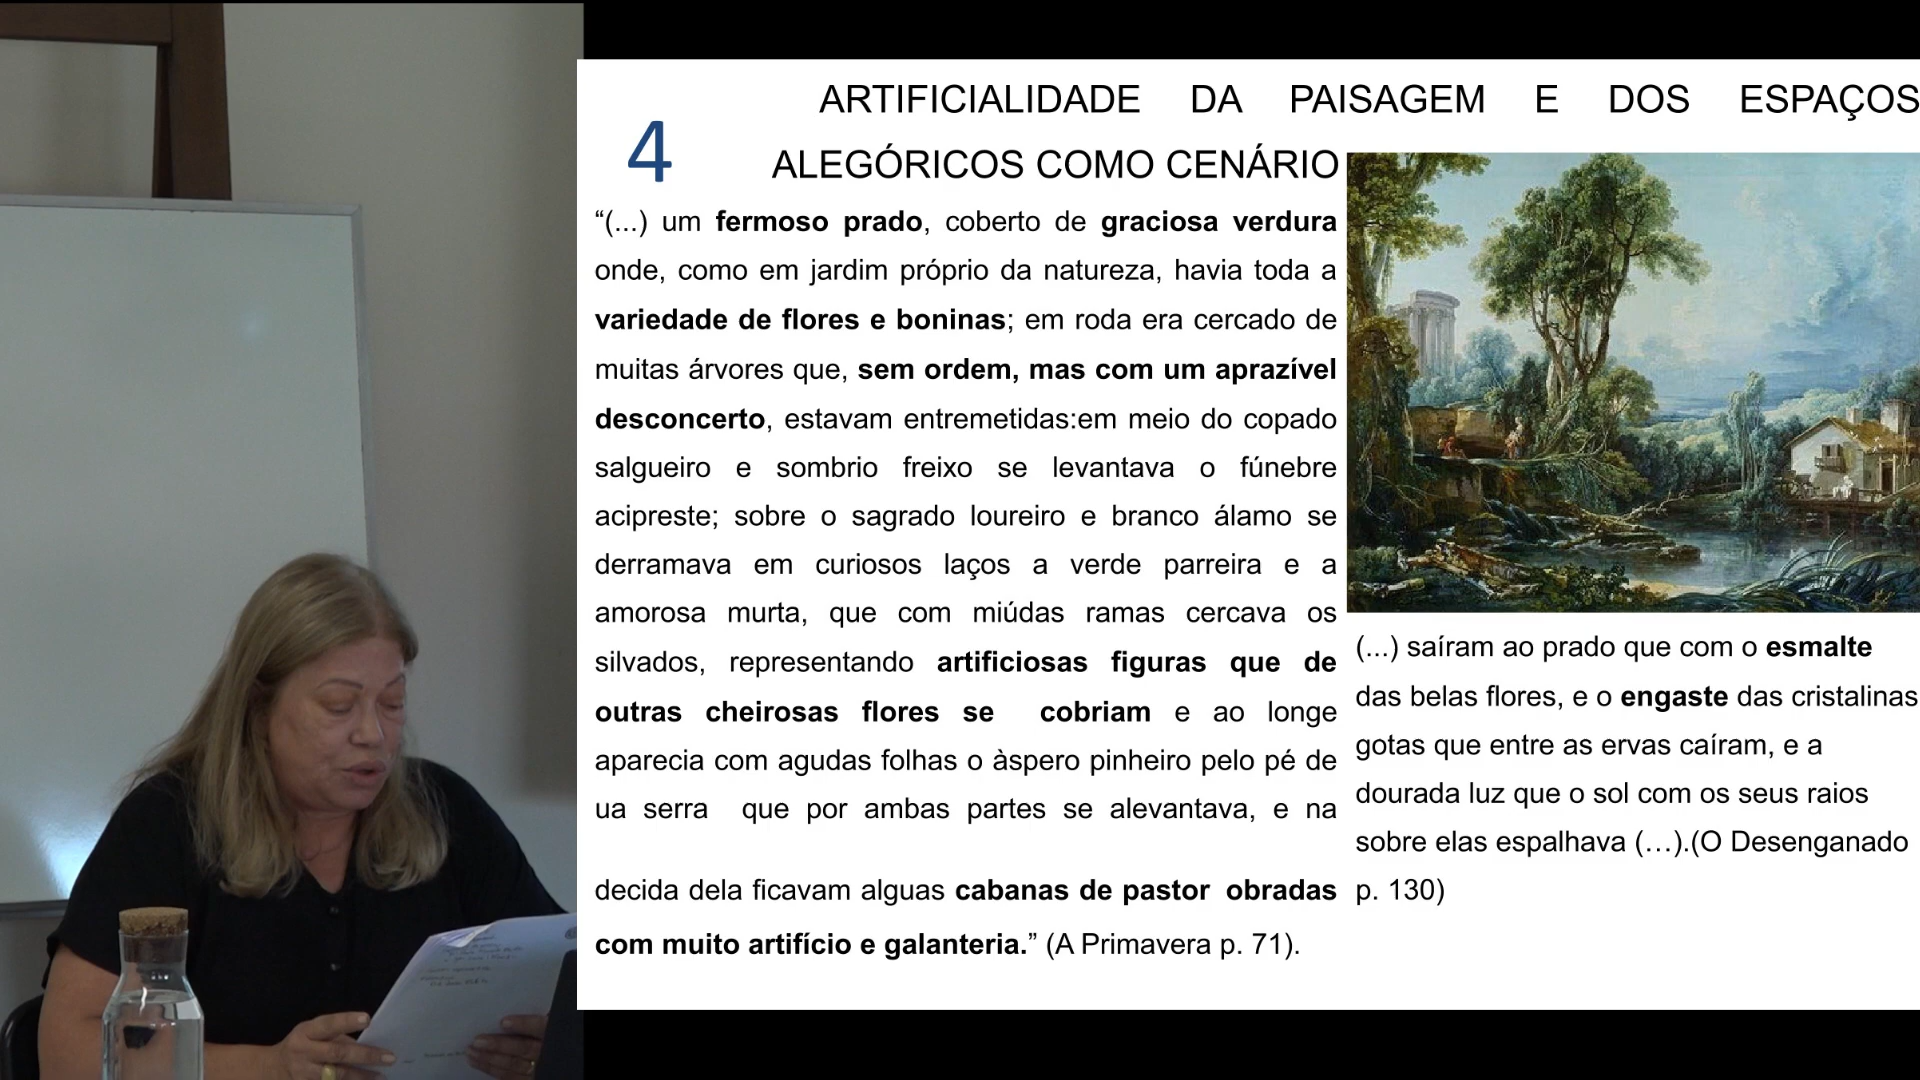 4
ARTIFICIALIDADE DA PAISAGEM E DOS ESPAÇOS
ALEGÓRICOS COMO CENÁRIO
“(...) um fermoso prado, coberto de graciosa verdura
onde, como em jardim próprio da natureza, havia toda a
variedade de flores e boninas; em roda era cercado de
muitas árvores que, sem ordem, mas com um aprazível
desconcerto, estavam entremetidas:em meio do copado
salgueiro e sombrio freixo se levantava o fúnebre
acipreste; sobre o sagrado loureiro e branco álamo se
derramava em curiosos laços a verde parreira e a
amorosa murta, que com miúdas ramas cercava os
silvados, representando artificiosas figuras que de
outras cheirosas flores se cobriam e ao longe
aparecia com agudas folhas o àspero pinheiro pelo pé de
ua serra que por ambas partes se alevantava, e na
decida dela ficavam alguas cabanas de pastor obradas
com muito artifício e galanteria.” (A Primavera p. 71).
(...) saíram ao prado que com o esmalte
das belas flores, e o engaste das cristalinas
gotas que entre as ervas caíram, e a
dourada luz que o sol com os seus raios
sobre elas espalhava (…).(O Desenganado
p. 130)